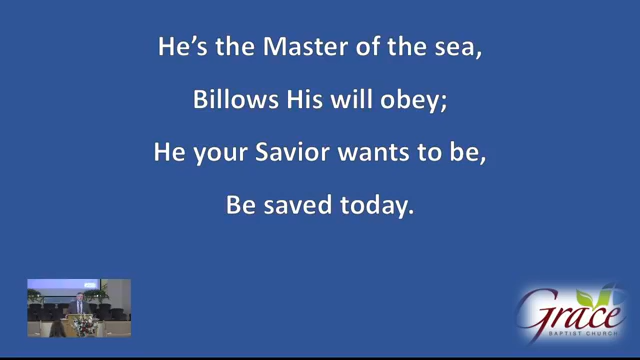 He's the Master of the sea,
Billows His will obey;
He your Savior wants to be,
Be saved today.
Grace
BAPTIST CHURCH